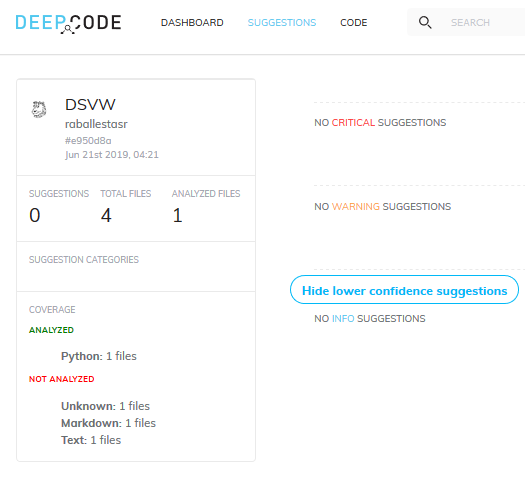 DEEPCODE
DASHBOARD SUGGESTIONS CODE SEARCH
DSVW
raballestasr
#e950d8a
Jun 21st 2019, 04:21
SUGGESTIONS TOTAL FILES ANALYZED FILES
0 4 1
SUGGESTION CATEGORIES
COVERAGE
ANALYZED
Python: 1 files
NOT ANALYZED
Unknown: 1 files
Markdown: 1 files
Text: 1 files
NO CRITICAL SUGGESTIONS
NO WARNING SUGGESTIONS
Hide lower confidence suggestions
NO INFO SUGGESTIONS